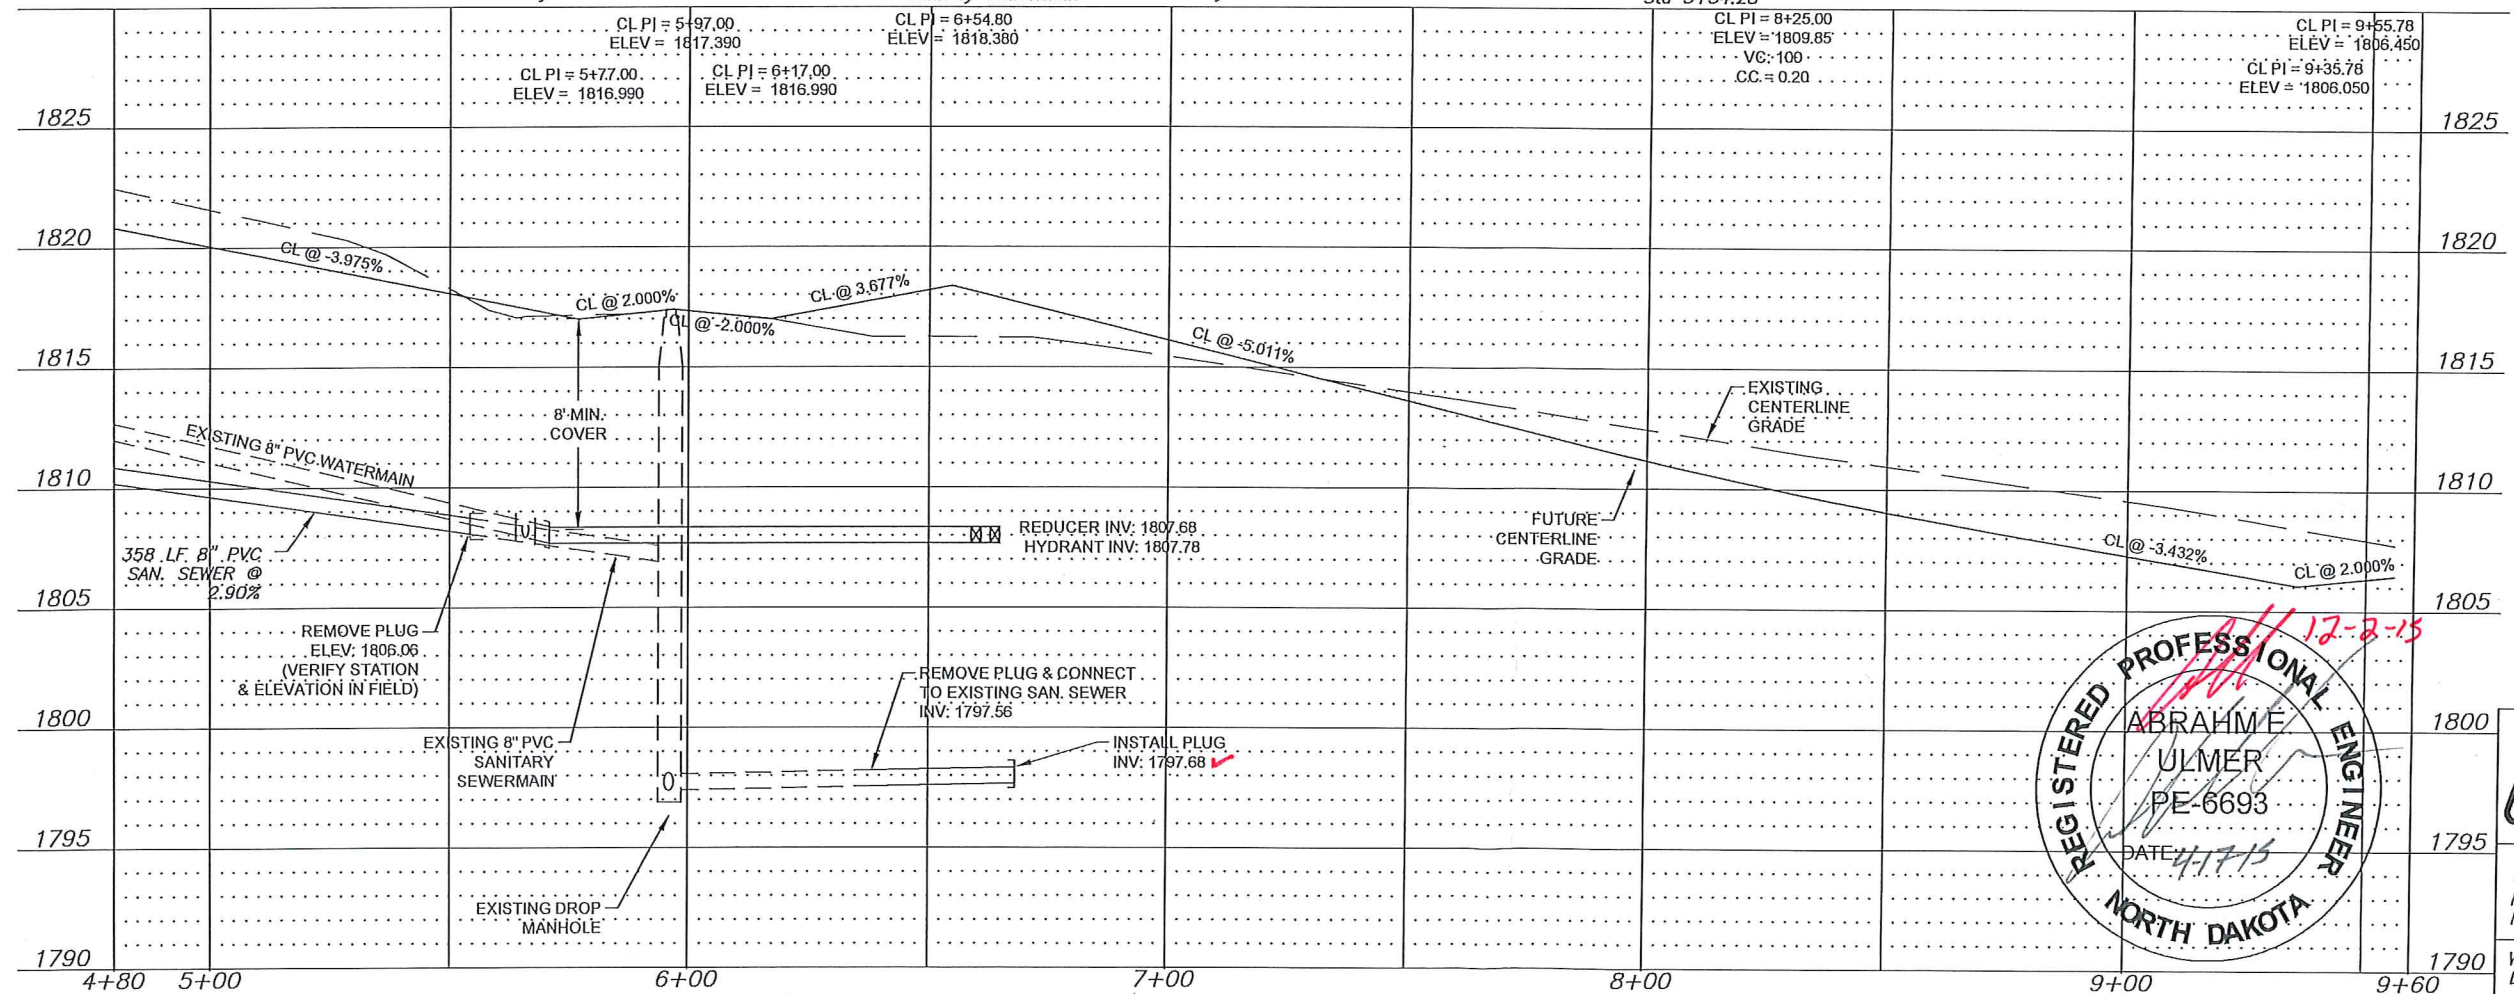 CL PI = 5+97.00
ELEV = 1817.390
CL PI = 6+54.80
ELEV = 1818.380
CL PI = 8+25.00
ELEV = 1809.85
VC: 100
C.C. = 0.20
CL PI = 9+55.78
ELEV = 1806.450
CL PI = 5+77.00
ELEV = 1816.990
CL PI = 6+17.00
ELEV = 1816.990
CL PI = 9+35.78
ELEV = 1806.050
1825
1825
1820
1820
CL @ -3.975%
CL @ 2.000%
CL @ -2.000%
CL @ 3.677%
CL @ -5.011%
1815
1815
8' MIN.
COVER
EXISTING
CENTERLINE
GRADE
EXISTING 8" PVC WATERMAIN
1810
1810
REDUCER INV: 1807.68
HYDRANT INV: 1807.78
FUTURE
CENTERLINE
GRADE
CL @ -3.432%
CL @ 2.000%
358 LF. 8" PVC
SAN. SEWER @
2.90%
1805
1805
REMOVE PLUG
ELEV: 1806.06
(VERIFY STATION
& ELEVATION IN FIELD)
REMOVE PLUG & CONNECT
TO EXISTING SAN. SEWER
INV: 1797.56
12-2-15
REGISTERED PROFESSIONAL ENGINEER
ABRAHM E.
ULMER
PE-6693
DATE: 4-17-15
NORTH DAKOTA
1800
1800
EXISTING 8" PVC
SANITARY
SEWERMAIN
INSTALL PLUG
INV: 1797.68
1795
1795
EXISTING DROP
MANHOLE
1790
1790
4+80 5+00 6+00 7+00 8+00 9+00 9+60